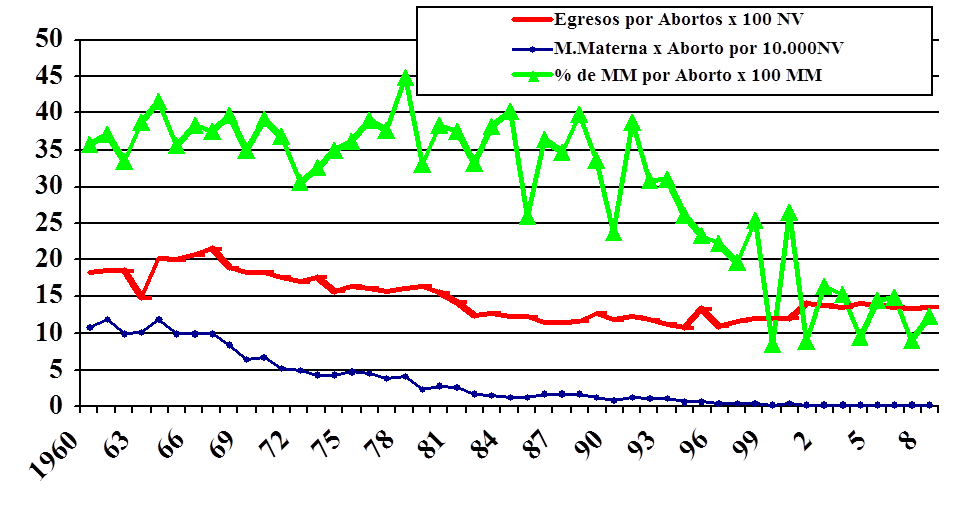 Egresos por Abortos x 100 NV
M.Materna x Aborto por 10.000NV
% de MM por Aborto x 100 MM
50
45
40
35
30
25
20
15
10
5
0
1960 63 66 69 72 75 78 81 84 87 90 93 96 99 2 5 8